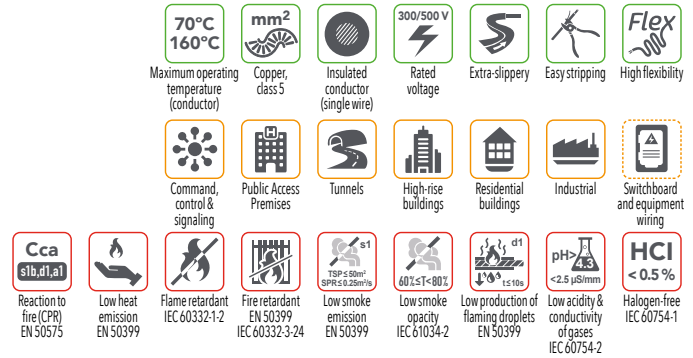 70°C
160°C
mm²
300/500 V
Flex
Maximum operating
temperature
(conductor)
Copper,
class 5
Insulated
conductor
(single wire)
Rated
voltage
Extra-slippery
Easy stripping
High flexibility
H
Command,
control &
signaling
Public Access
Premises
Tunnels
High-rise
buildings
Residential
buildings
Industrial
Switchboard
and equipment
wiring
Cca
s1b,d1,a1
s1
TSP≤50m²
SPR≤0.25m²/s
60%≤T<80%
d1
t≤10s
pH>
4.3
<2.5 µS/mm
HCI
< 0.5 %
Reaction to
fire (CPR)
EN 50575
Low heat
emission
EN 50399
Flame retardant
IEC 60332-1-2
Fire retardant
EN 50399
IEC 60332-3-24
Low smoke
emission
EN 50399
Low smoke
opacity
IEC 61034-2
Low production of
flaming droplets
EN 50399
Low acidity &
conductivity
of gases
IEC 60754-2
Halogen-free
IEC 60754-1